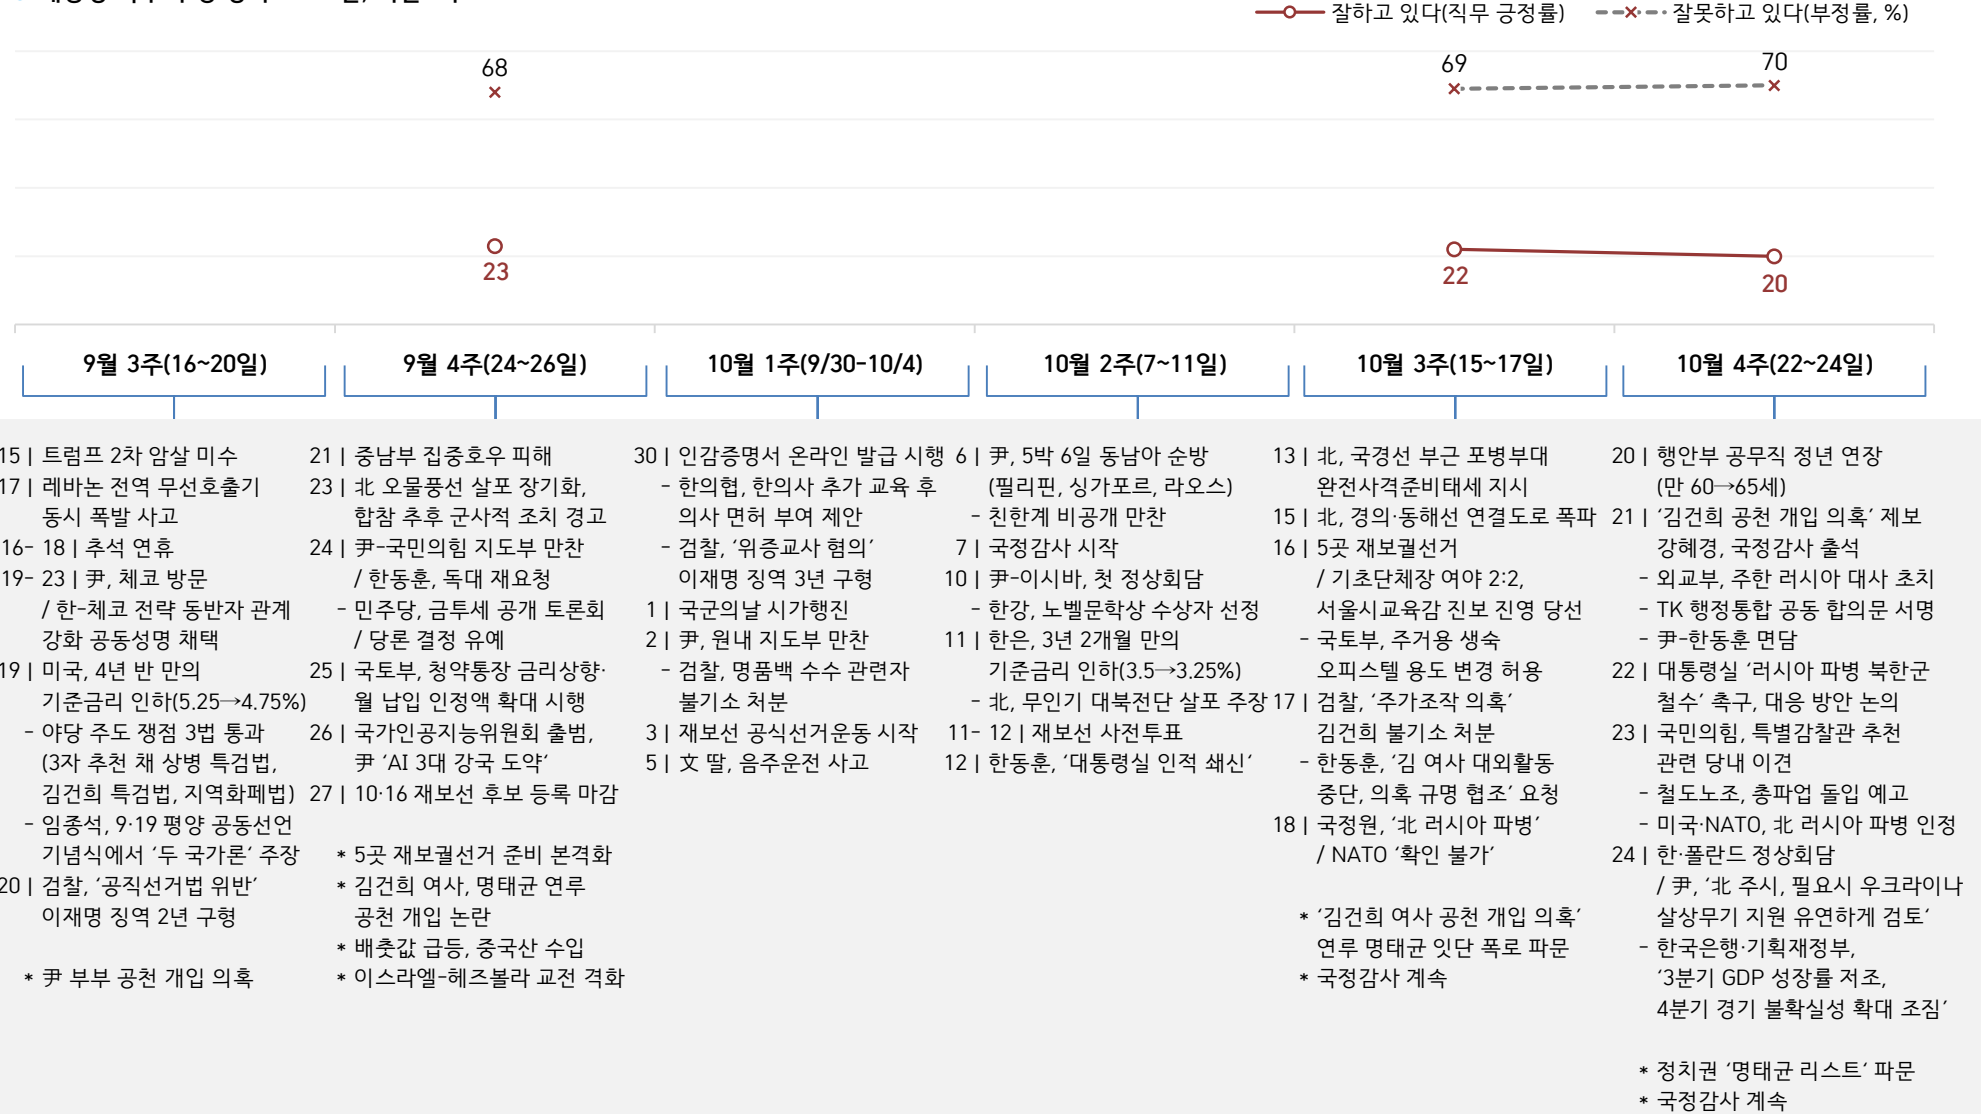 잘하고 있다(직무 긍정률)
잘못하고 있다(부정률, %)
68
69
70
23
22
20
9월 3주(16~20일)
9월 4주(24~26일)
10월 1주(9/30-10/4)
10월 2주(7~11일)
10월 3주(15~17일)
10월 4주(22~24일)
15 | 트럼프 2차 암살 미수
17 | 레바논 전역 무선호출기
동시 폭발 사고
16- 18 | 추석 연휴
19- 23 | 尹, 체코 방문
/ 한-체코 전략 동반자 관계
강화 공동성명 채택
19 | 미국, 4년 반 만의
기준금리 인하(5.25→4.75%)
- 야당 주도 쟁점 3법 통과
(3자 추천 채 상병 특검법,
김건희 특검법, 지역화폐법)
- 임종석, 9·19 평양 공동선언
기념식에서 ‘두 국가론’ 주장
20 | 검찰, ‘공직선거법 위반’
이재명 징역 2년 구형
* 尹 부부 공천 개입 의혹
21 | 중남부 집중호우 피해
23 | 北 오물풍선 살포 장기화,
합참 추후 군사적 조치 경고
24 | 尹-국민의힘 지도부 만찬
/ 한동훈, 독대 재요청
- 민주당, 금투세 공개 토론회
/ 당론 결정 유예
25 | 국토부, 청약통장 금리상향·
월 납입 인정액 확대 시행
26 | 국가인공지능위원회 출범,
尹 ‘AI 3대 강국 도약’
27 | 10·16 재보선 후보 등록 마감
* 5곳 재보궐선거 준비 본격화
* 김건희 여사, 명태균 연루
공천 개입 논란
* 배춧값 급등, 중국산 수입
* 이스라엘-헤즈볼라 교전 격화
30 | 인감증명서 온라인 발급 시행
- 한의협, 한의사 추가 교육 후
의사 면허 부여 제안
- 검찰, ‘위증교사 혐의’
이재명 징역 3년 구형
1 | 국군의날 시가행진
2 | 尹, 원내 지도부 만찬
- 검찰, 명품백 수수 관련자
불기소 처분
3 | 재보선 공식선거운동 시작
5 | 文 딸, 음주운전 사고
6 | 尹, 5박 6일 동남아 순방
(필리핀, 싱가포르, 라오스)
- 친한계 비공개 만찬
7 | 국정감사 시작
10 | 尹-이시바, 첫 정상회담
- 한강, 노벨문학상 수상자 선정
11 | 한은, 3년 2개월 만의
기준금리 인하(3.5→3.25%)
- 北, 무인기 대북전단 살포 주장
11- 12 | 재보선 사전투표
12 | 한동훈, ‘대통령실 인적 쇄신’
13 | 北, 국경선 부근 포병부대
완전사격준비태세 지시
15 | 北, 경의·동해선 연결도로 폭파
16 | 5곳 재보궐선거
/ 기초단체장 여야 2:2,
서울시교육감 진보 진영 당선
- 국토부, 주거용 생숙
오피스텔 용도 변경 허용
17 | 검찰, ‘주가조작 의혹’
김건희 불기소 처분
- 한동훈, ‘김 여사 대외활동
중단, 의혹 규명 협조’ 요청
18 | 국정원, ‘北 러시아 파병’
/ NATO ‘확인 불가’
* ‘김건희 여사 공천 개입 의혹’
연루 명태균 잇단 폭로 파문
* 국정감사 계속
20 | 행안부 공무직 정년 연장
(만 60→65세)
21 | ‘김건희 공천 개입 의혹’ 제보
강혜경, 국정감사 출석
- 외교부, 주한 러시아 대사 초치
- TK 행정통합 공동 합의문 서명
- 尹-한동훈 면담
22 | 대통령실 ‘러시아 파병 북한군
철수’ 촉구, 대응 방안 논의
23 | 국민의힘, 특별감찰관 추천
관련 당내 이견
- 철도노조, 총파업 돌입 예고
- 미국·NATO, 北 러시아 파병 인정
24 | 한·폴란드 정상회담
/ 尹, ‘北 주시, 필요시 우크라이나
살상무기 지원 유연하게 검토’
- 한국은행·기획재정부,
‘3분기 GDP 성장률 저조,
4분기 경기 불확실성 확대 조짐’
* 정치권 ‘명태균 리스트’ 파문
* 국정감사 계속